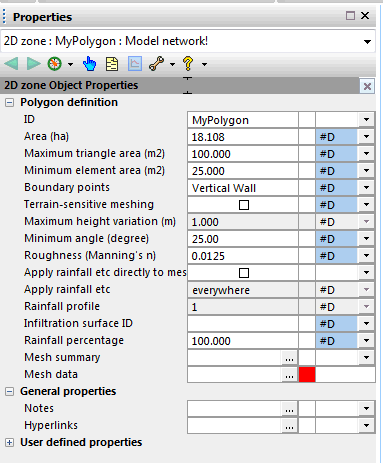 Properties
2D zone : MyPolygon : Model network!
2D zone Object Properties
Polygon definition
ID MyPolygon
Area (ha) 18.108 #D
Maximum triangle area (m2) 100.000 #D
Minimum element area (m2) 25.000 #D
Boundary points Vertical Wall #D
Terrain-sensitive meshing #D
Maximum height variation (m) 1.000 #D
Minimum angle (degree) 25.00 #D
Roughness (Manning's n) 0.0125 #D
Apply rainfall etc directly to mes #D
Apply rainfall etc everywhere #D
Rainfall profile 1 #D
Infiltration surface ID #D
Rainfall percentage 100.000 #D
Mesh summary ...
Mesh data ...
General properties
Notes ...
Hyperlinks ...
User defined properties